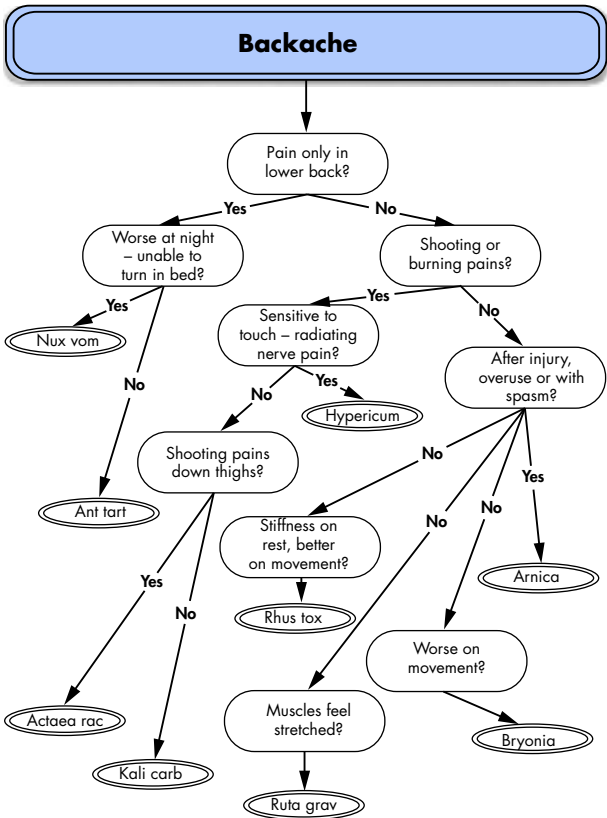 Backache
Pain only in
lower back?
Yes
No
Worse at night
– unable to
turn in bed?
Shooting or
burning pains?
Yes
Nux vom
Yes
No
Sensitive to
touch – radiating
nerve pain?
After injury,
overuse or with
spasm?
No
No
Yes
Hypericum
Shooting pains
down thighs?
No
Yes
Ant tart
No
No
Stiffness on
rest, better
on movement?
Arnica
Yes
No
Rhus tox
Worse on
movement?
Actaea rac
Muscles feel
stretched?
Bryonia
Kali carb
Ruta grav